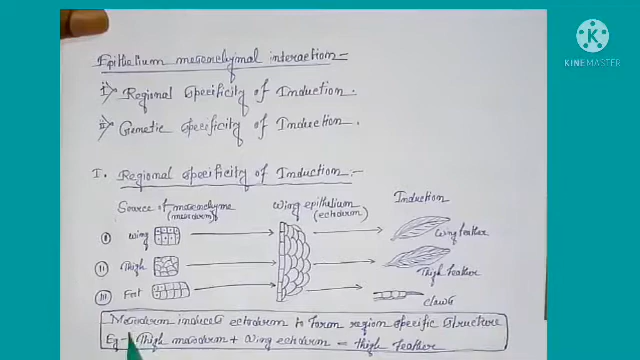 KINEMASTER
Epithelium mesenchymal interaction:-
i) Regional Specificity of Induction.
ii) Genetic Specificity of Induction.
I. Regional specificity of Induction:-
Source of mesenchyme (mesoderm) Wing epithelium (ectoderm) Induction
i wing wing feather
ii Thigh Thigh feather
iii Foot claws
Mesoderm induces ectoderm to form region specific structure
Eg- Thigh mesoderm + wing ectoderm = thigh feather